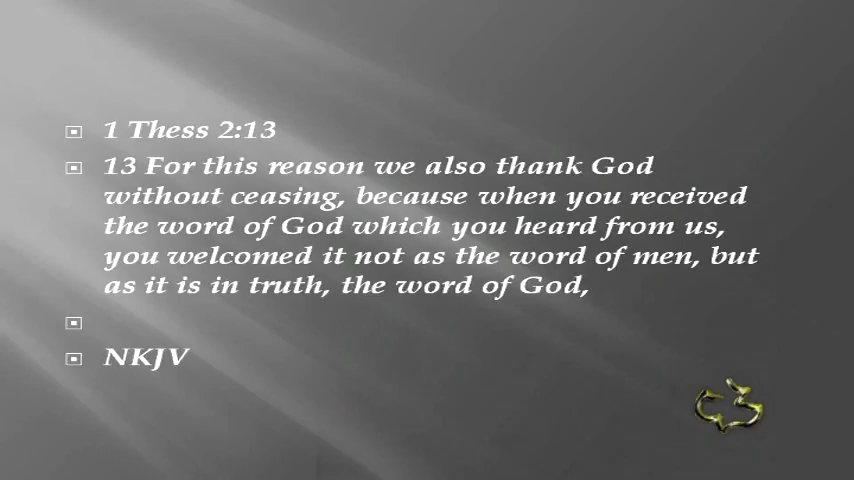 1 Thess 2:13
13 For this reason we also thank God
without ceasing, because when you received
the word of God which you heard from us,
you welcomed it not as the word of men, but
as it is in truth, the word of God,
NKJV